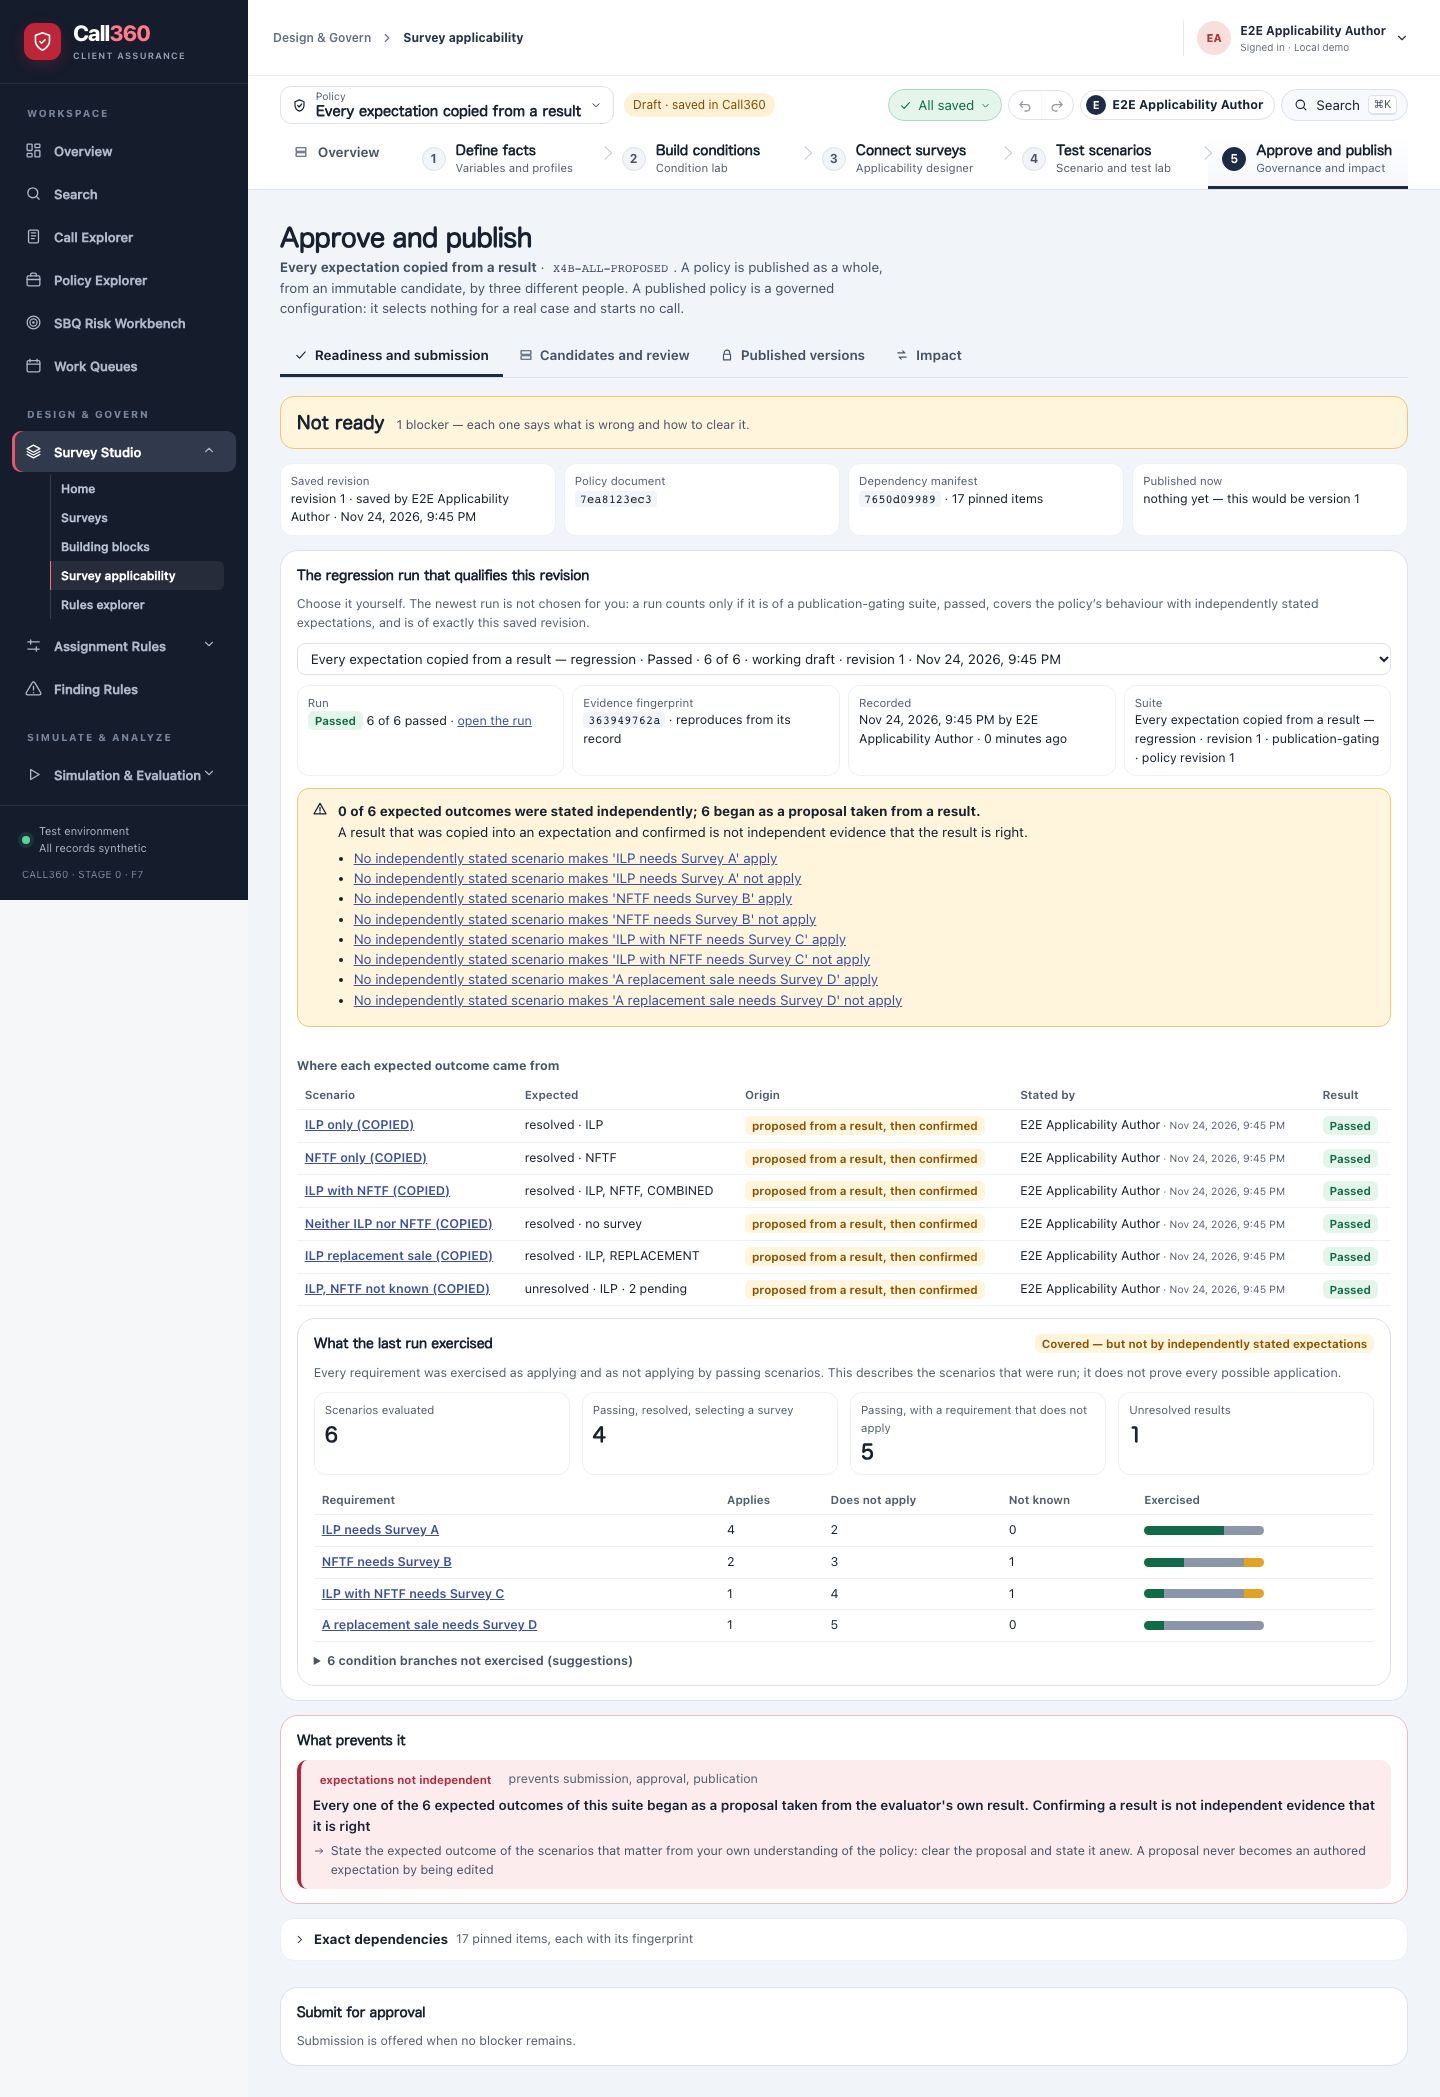 Call360
CLIENT ASSURANCE
WORKSPACE
Overview
Search
Call Explorer
Policy Explorer
SBQ Risk Workbench
Work Queues
DESIGN & GOVERN
Survey Studio
Home
Surveys
Building blocks
Survey applicability
Rules explorer
Assignment Rules
Finding Rules
SIMULATE & ANALYZE
Simulation & Evaluation
Test environment
All records synthetic
CALL360 · STAGE 0 · F7
Design & Govern > Survey applicability
EA
E2E Applicability Author
Signed in · Local demo
Policy
Every expectation copied from a result
Draft · saved in Call360
All saved
E E2E Applicability Author
Search ⌘K
Overview
1 Define facts
Variables and profiles
2 Build conditions
Condition lab
3 Connect surveys
Applicability designer
4 Test scenarios
Scenario and test lab
5 Approve and publish
Governance and impact
Approve and publish
Every expectation copied from a result · X4B-ALL-PROPOSED . A policy is published as a whole,
from an immutable candidate, by three different people. A published policy is a governed
configuration: it selects nothing for a real case and starts no call.
Readiness and submission
Candidates and review
Published versions
Impact
Not ready 1 blocker — each one says what is wrong and how to clear it.
Saved revision
revision 1 · saved by E2E Applicability
Author · Nov 24, 2026, 9:45 PM
Policy document
7ea8123ec3
Dependency manifest
7650d09989 · 17 pinned items
Published now
nothing yet — this would be version 1
The regression run that qualifies this revision
Choose it yourself. The newest run is not chosen for you: a run counts only if it is of a publication-gating suite, passed, covers the policy's behaviour with independently stated
expectations, and is of exactly this saved revision.
Every expectation copied from a result — regression · Passed · 6 of 6 · working draft · revision 1 · Nov 24, 2026, 9:45 PM
Run
Passed 6 of 6 passed · open the run
Evidence fingerprint
363949762a · reproduces from its
record
Recorded
Nov 24, 2026, 9:45 PM by E2E
Applicability Author · 0 minutes ago
Suite
Every expectation copied from a result —
regression · revision 1 · publication-gating
· policy revision 1
0 of 6 expected outcomes were stated independently; 6 began as a proposal taken from a result.
A result that was copied into an expectation and confirmed is not independent evidence that the result is right.
• No independently stated scenario makes 'ILP needs Survey A' apply
• No independently stated scenario makes 'ILP needs Survey A' not apply
• No independently stated scenario makes 'NFTF needs Survey B' apply
• No independently stated scenario makes 'NFTF needs Survey B' not apply
• No independently stated scenario makes 'ILP with NFTF needs Survey C' apply
• No independently stated scenario makes 'ILP with NFTF needs Survey C' not apply
• No independently stated scenario makes 'A replacement sale needs Survey D' apply
• No independently stated scenario makes 'A replacement sale needs Survey D' not apply
Where each expected outcome came from
Scenario Expected Origin Stated by Result
ILP only (COPIED) resolved · ILP proposed from a result, then confirmed E2E Applicability Author · Nov 24, 2026, 9:45 PM Passed
NFTF only (COPIED) resolved · NFTF proposed from a result, then confirmed E2E Applicability Author · Nov 24, 2026, 9:45 PM Passed
ILP with NFTF (COPIED) resolved · ILP, NFTF, COMBINED proposed from a result, then confirmed E2E Applicability Author · Nov 24, 2026, 9:45 PM Passed
Neither ILP nor NFTF (COPIED) resolved · no survey proposed from a result, then confirmed E2E Applicability Author · Nov 24, 2026, 9:45 PM Passed
ILP replacement sale (COPIED) resolved · ILP, REPLACEMENT proposed from a result, then confirmed E2E Applicability Author · Nov 24, 2026, 9:45 PM Passed
ILP, NFTF not known (COPIED) unresolved · ILP · 2 pending proposed from a result, then confirmed E2E Applicability Author · Nov 24, 2026, 9:45 PM Passed
What the last run exercised
Covered — but not by independently stated expectations
Every requirement was exercised as applying and as not applying by passing scenarios. This describes the scenarios that were run; it does not prove every possible application.
Scenarios evaluated
6
Passing, resolved, selecting a survey
4
Passing, with a requirement that does not
apply
5
Unresolved results
1
Requirement Applies Does not apply Not known Exercised
ILP needs Survey A 4 2 0
NFTF needs Survey B 2 3 1
ILP with NFTF needs Survey C 1 4 1
A replacement sale needs Survey D 1 5 0
6 condition branches not exercised (suggestions)
What prevents it
expectations not independent prevents submission, approval, publication
Every one of the 6 expected outcomes of this suite began as a proposal taken from the evaluator's own result. Confirming a result is not independent evidence that
it is right
→ State the expected outcome of the scenarios that matter from your own understanding of the policy: clear the proposal and state it anew. A proposal never becomes an authored
expectation by being edited
Exact dependencies 17 pinned items, each with its fingerprint
Submit for approval
Submission is offered when no blocker remains.